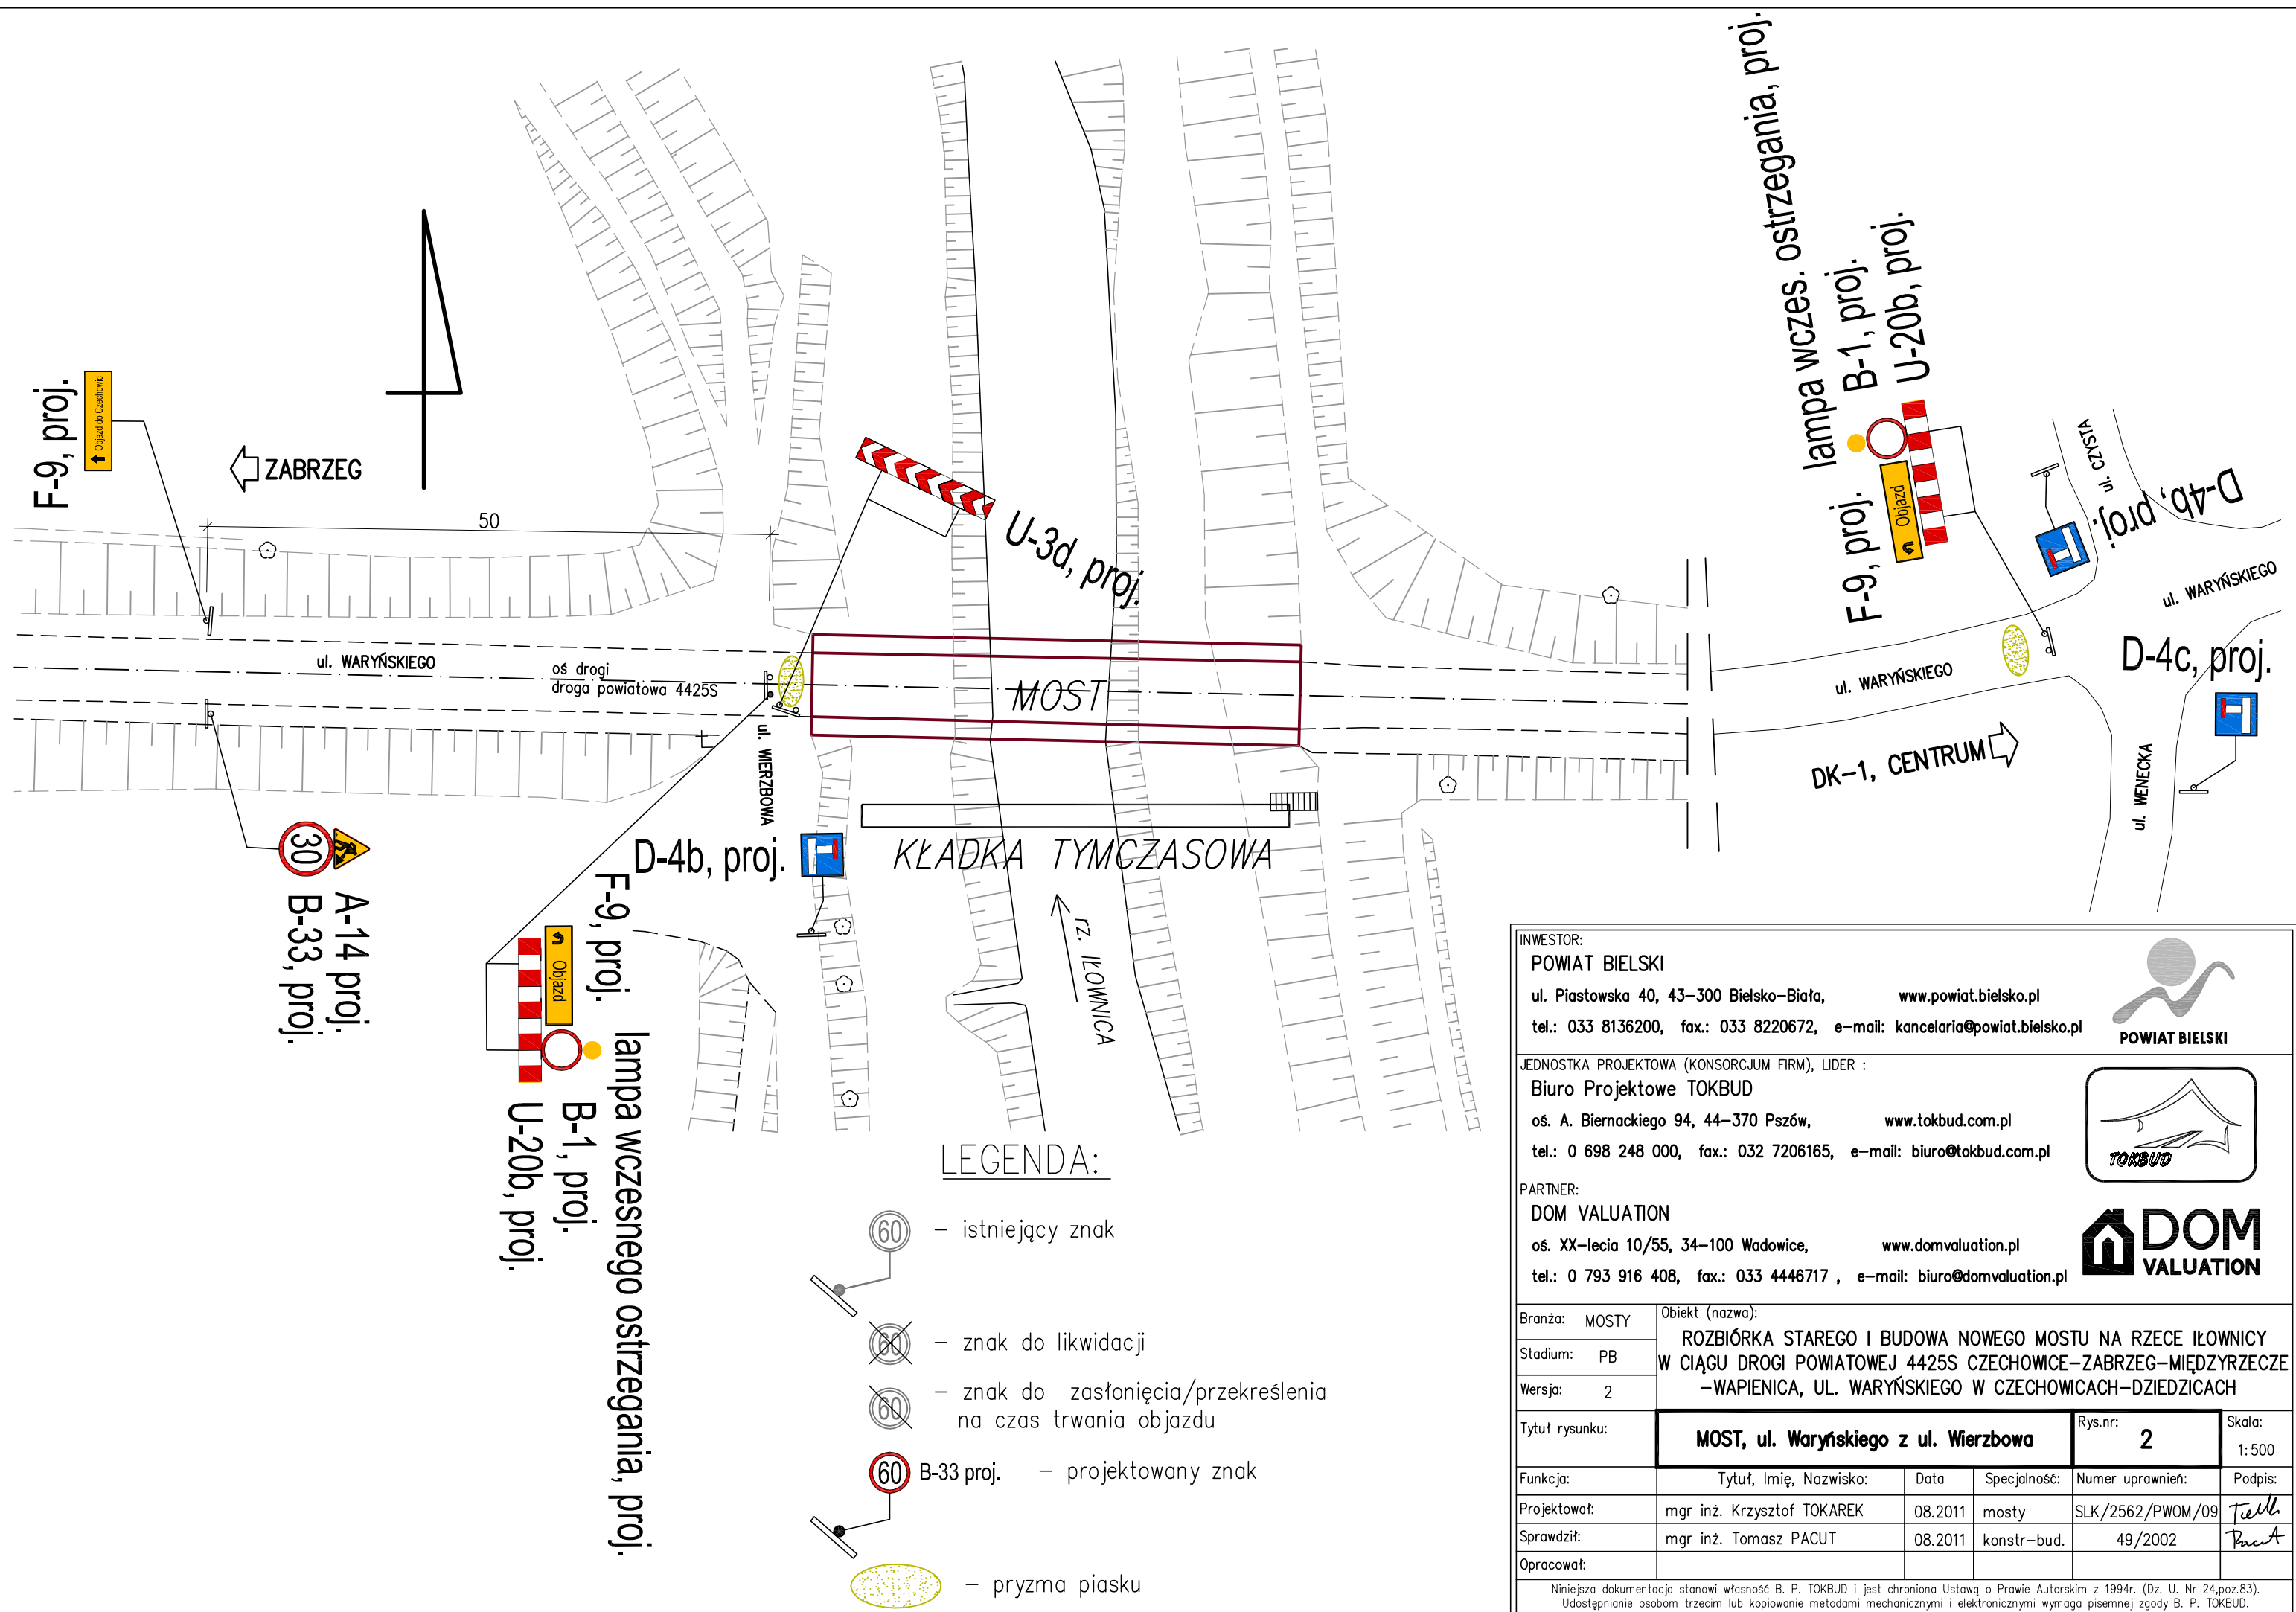 F-9, proj.
Objazd do Czechowic
ZABRZEG
50
ul. WARYŃSKIEGO
oś drogi
droga powiatowa 4425S
U-3d, proj.
MOST
ul. WIERZBOWA
30
A-14 proj.
B-33, proj.
D-4b, proj.
KŁADKA TYMCZASOWA
rz. IŁOWNICA
F-9, proj.
Objazd
lampa wczesnego ostrzegania, proj.
B-1, proj.
U-20b, proj.
lampa wczes. ostrzegania, proj.
B-1, proj.
U-20b, proj.
F-9, proj.
Objazd
ul. CZYSTA
D-4b, proj.
ul. WARYŃSKIEGO
ul. WARYŃSKIEGO
D-4c, proj.
DK-1, CENTRUM
ul. WENECKA
LEGENDA:
60 – istniejący znak
60 – znak do likwidacji
60 – znak do zasłonięcia/przekreślenia
na czas trwania objazdu
60 B-33 proj. – projektowany znak
– pryzma piasku
INWESTOR:
POWIAT BIELSKI
ul. Piastowska 40, 43-300 Bielsko-Biała, www.powiat.bielsko.pl
tel.: 033 8136200, fax.: 033 8220672, e-mail: kancelaria@powiat.bielsko.pl
POWIAT BIELSKI
JEDNOSTKA PROJEKTOWA (KONSORCJUM FIRM), LIDER :
Biuro Projektowe TOKBUD
oś. A. Biernackiego 94, 44-370 Pszów, www.tokbud.com.pl
tel.: 0 698 248 000, fax.: 032 7206165, e-mail: biuro@tokbud.com.pl
TOKBUD
PARTNER:
DOM VALUATION
oś. XX-lecia 10/55, 34-100 Wadowice, www.domvaluation.pl
tel.: 0 793 916 408, fax.: 033 4446717 , e-mail: biuro@domvaluation.pl
DOM
VALUATION
Branża: MOSTY
Stadium: PB
Wersja: 2
Obiekt (nazwa):
ROZBIÓRKA STAREGO I BUDOWA NOWEGO MOSTU NA RZECE IŁOWNICY
W CIĄGU DROGI POWIATOWEJ 4425S CZECHOWICE-ZABRZEG-MIĘDZYRZECZE
-WAPIENICA, UL. WARYŃSKIEGO W CZECHOWICACH-DZIEDZICACH
Tytuł rysunku:
MOST, ul. Waryńskiego z ul. Wierzbowa
Rys.nr: 2
Skala: 1:500
Funkcja: Tytuł, Imię, Nazwisko: Data Specjalność: Numer uprawnień: Podpis:
Projektował: mgr inż. Krzysztof TOKAREK 08.2011 mosty SLK/2562/PWOM/09
Sprawdził: mgr inż. Tomasz PACUT 08.2011 konstr-bud. 49/2002
Opracował:
Niniejsza dokumentacja stanowi własność B. P. TOKBUD i jest chroniona Ustawą o Prawie Autorskim z 1994r. (Dz. U. Nr 24,poz.83).
Udostępnianie osobom trzecim lub kopiowanie metodami mechanicznymi i elektronicznymi wymaga pisemnej zgody B. P. TOKBUD.